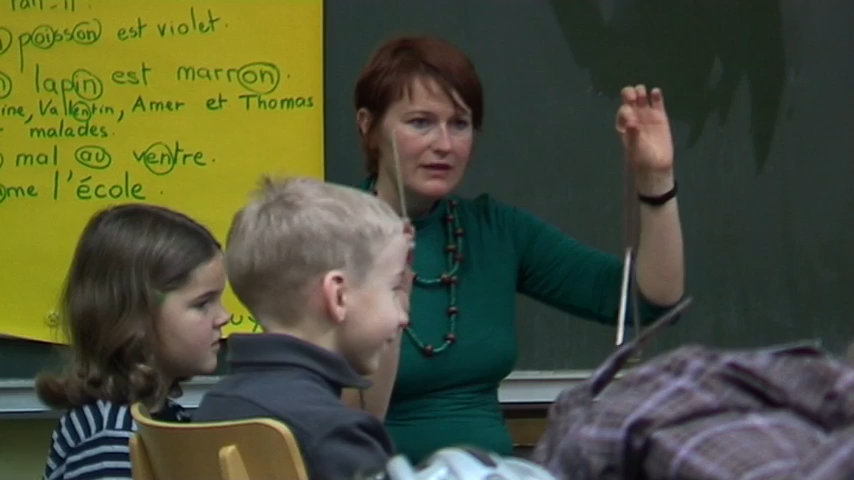 poisson est violet.
lapin est marron.
Valentin, Amer et Thomas
malades.
mal au ventre.
l'école.